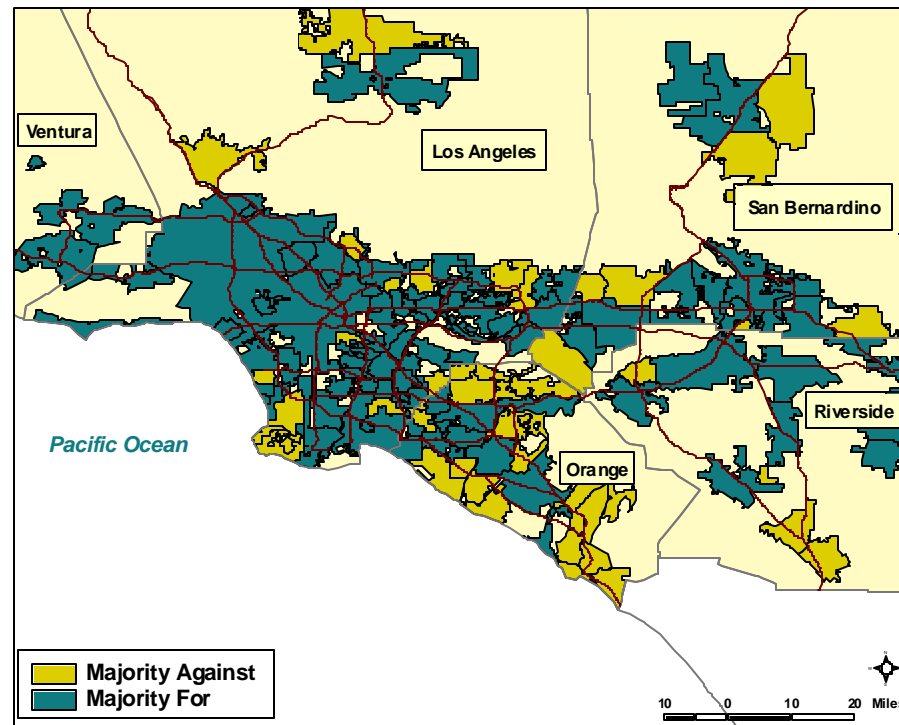 Ventura
Los Angeles
San Bernardino
Riverside
Pacific Ocean
Orange
Majority Against
Majority For
10 0 10 20 Miles